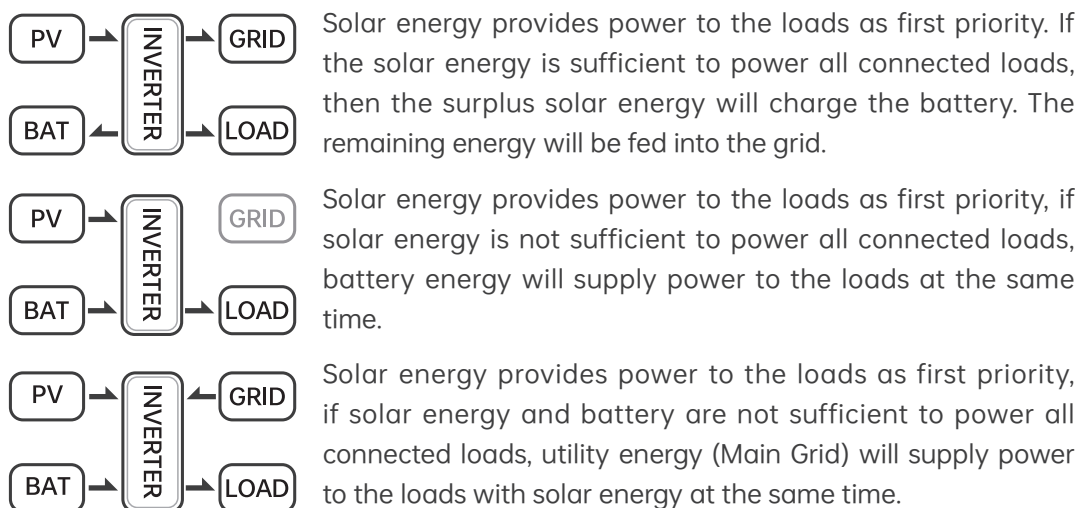 PV
INVERTER
GRID
BAT
LOAD
Solar energy provides power to the loads as first priority. If
the solar energy is sufficient to power all connected loads,
then the surplus solar energy will charge the battery. The
remaining energy will be fed into the grid.
PV
INVERTER
GRID
BAT
LOAD
Solar energy provides power to the loads as first priority, if
solar energy is not sufficient to power all connected loads,
battery energy will supply power to the loads at the same
time.
PV
INVERTER
GRID
BAT
LOAD
Solar energy provides power to the loads as first priority,
if solar energy and battery are not sufficient to power all
connected loads, utility energy (Main Grid) will supply power
to the loads with solar energy at the same time.